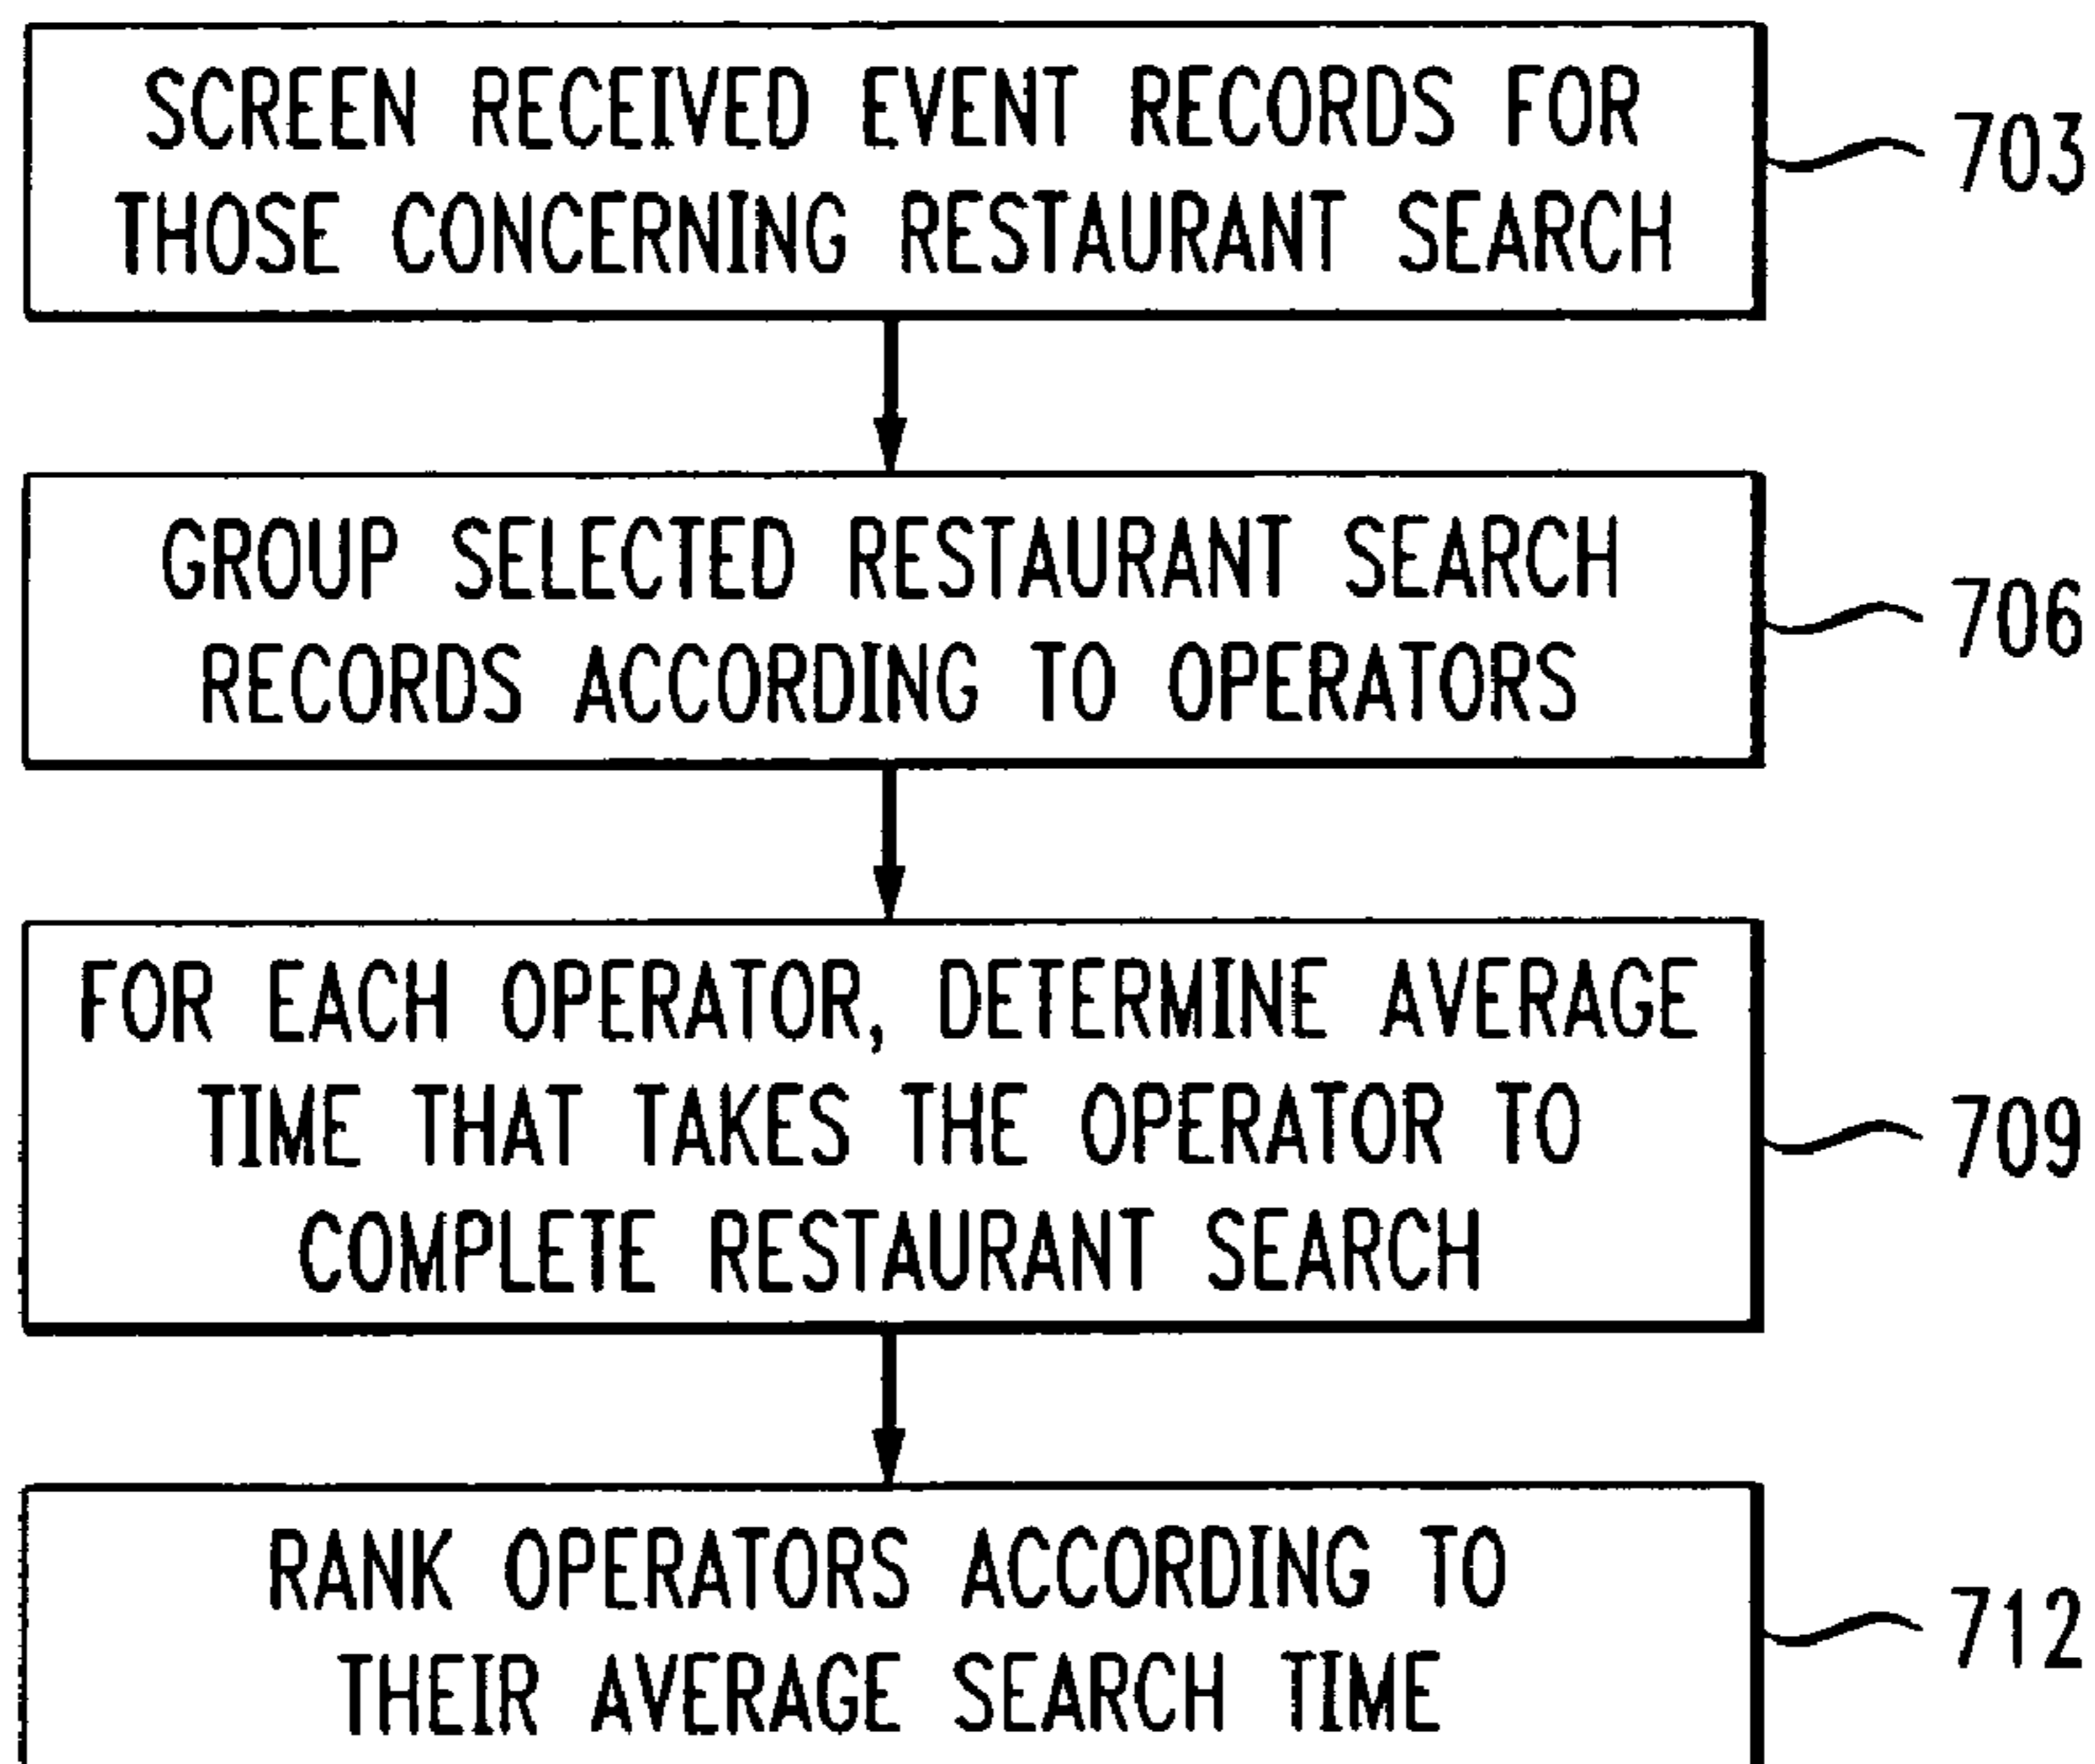 SCREEN RECEIVED EVENT RECORDS FOR
THOSE CONCERNING RESTAURANT SEARCH
703
GROUP SELECTED RESTAURANT SEARCH
RECORDS ACCORDING TO OPERATORS
706
FOR EACH OPERATOR, DETERMINE AVERAGE
TIME THAT TAKES THE OPERATOR TO
COMPLETE RESTAURANT SEARCH
709
RANK OPERATORS ACCORDING TO
THEIR AVERAGE SEARCH TIME
712